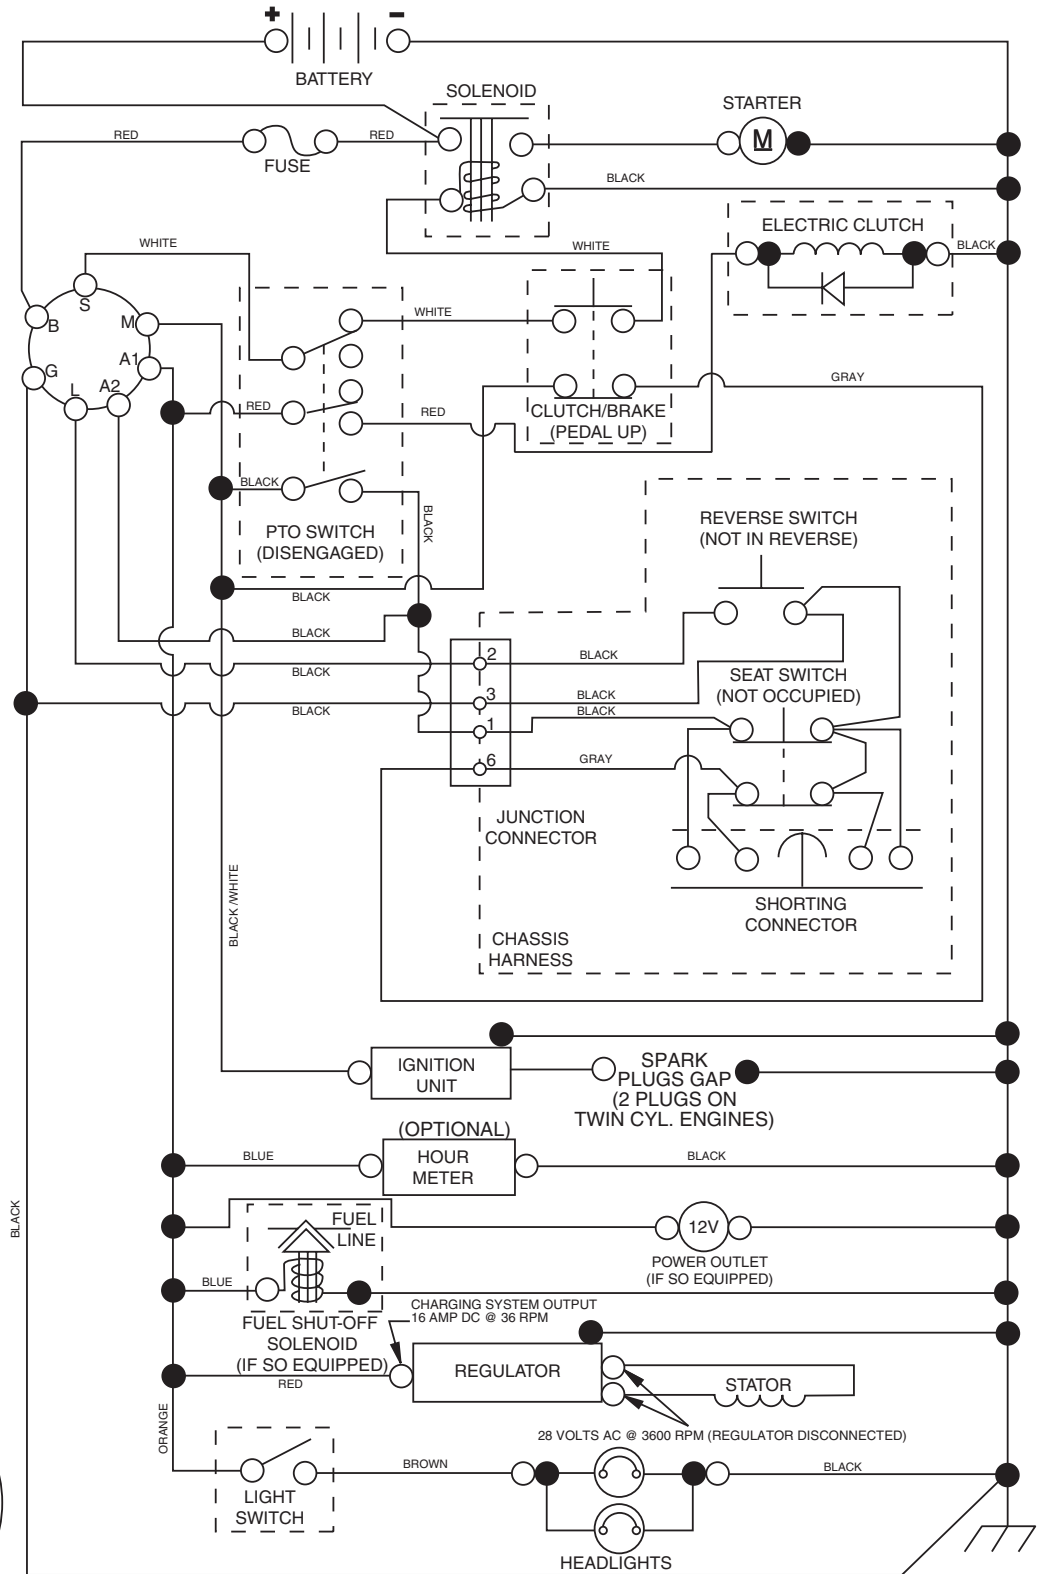 + -
BATTERY
SOLENOID
STARTER
RED
FUSE
RED
M
BLACK
ELECTRIC CLUTCH
BLACK
WHITE
WHITE
S
B
M
WHITE
A1
G
A2
L
GRAY
RED
RED
CLUTCH/BRAKE
(PEDAL UP)
BLACK
BLACK
PTO SWITCH
(DISENGAGED)
REVERSE SWITCH
(NOT IN REVERSE)
BLACK
BLACK
2
BLACK
BLACK
SEAT SWITCH
(NOT OCCUPIED)
3
BLACK
BLACK
BLACK
1
6
GRAY
JUNCTION
CONNECTOR
SHORTING
CONNECTOR
BLACK /WHITE
CHASSIS
HARNESS
IGNITION
UNIT
SPARK
PLUGS GAP
(2 PLUGS ON
TWIN CYL. ENGINES)
(OPTIONAL)
HOUR
METER
BLUE
BLACK
BLACK
FUEL
LINE
12V
POWER OUTLET
(IF SO EQUIPPED)
BLUE
CHARGING SYSTEM OUTPUT
16 AMP DC @ 36 RPM
FUEL SHUT-OFF
SOLENOID
(IF SO EQUIPPED)
RED
REGULATOR
STATOR
ORANGE
28 VOLTS AC @ 3600 RPM (REGULATOR DISCONNECTED)
BROWN
BLACK
LIGHT
SWITCH
HEADLIGHTS